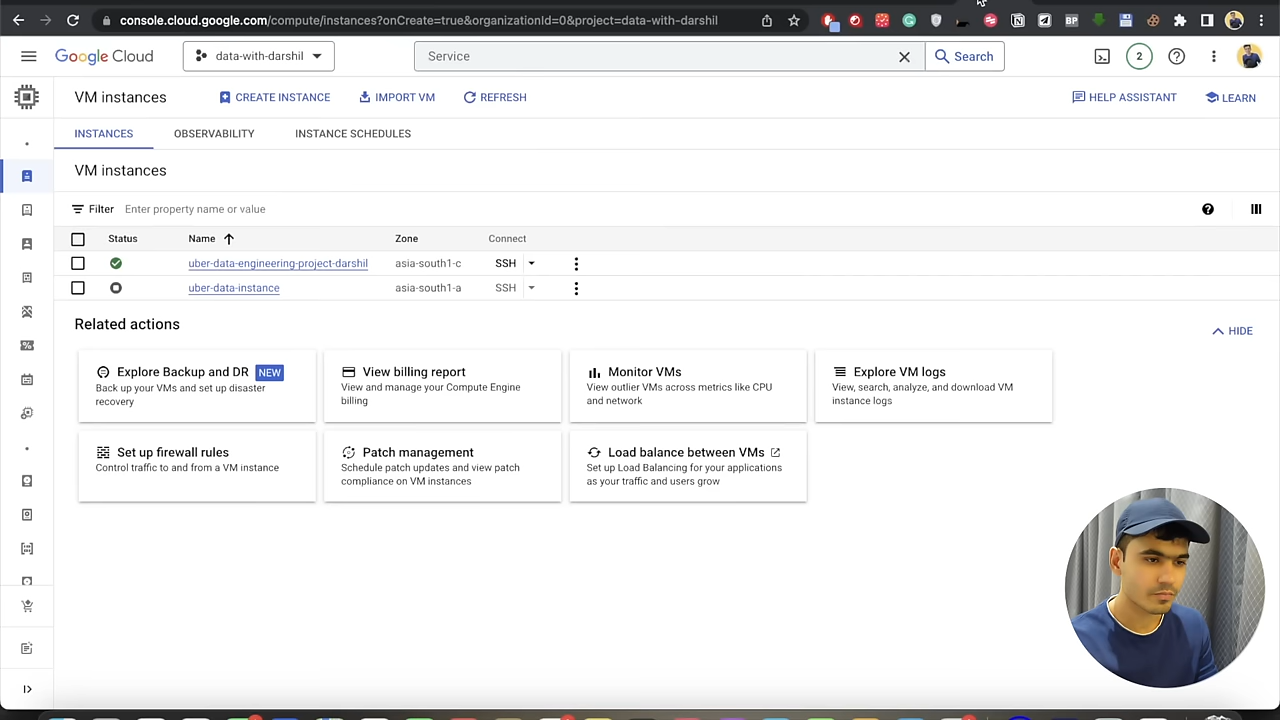 console.cloud.google.com/compute/instances?onCreate=true&organizationId=0&project=data-with-darshil
BP
Google Cloud
data-with-darshil
Service
Search
2
VM instances
CREATE INSTANCE
IMPORT VM
REFRESH
HELP ASSISTANT
LEARN
INSTANCES
OBSERVABILITY
INSTANCE SCHEDULES
VM instances
Filter
Enter property name or value
Status
Name
Zone
Connect
uber-data-engineering-project-darshil
asia-south1-c
SSH
uber-data-instance
asia-south1-a
SSH
Related actions
HIDE
Explore Backup and DR NEW
Back up your VMs and set up disaster
recovery
View billing report
View and manage your Compute Engine
billing
Monitor VMs
View outlier VMs across metrics like CPU
and network
Explore VM logs
View, search, analyze, and download VM
instance logs
Set up firewall rules
Control traffic to and from a VM instance
Patch management
Schedule patch updates and view patch
compliance on VM instances
Load balance between VMs
Set up Load Balancing for your applications
as your traffic and users grow